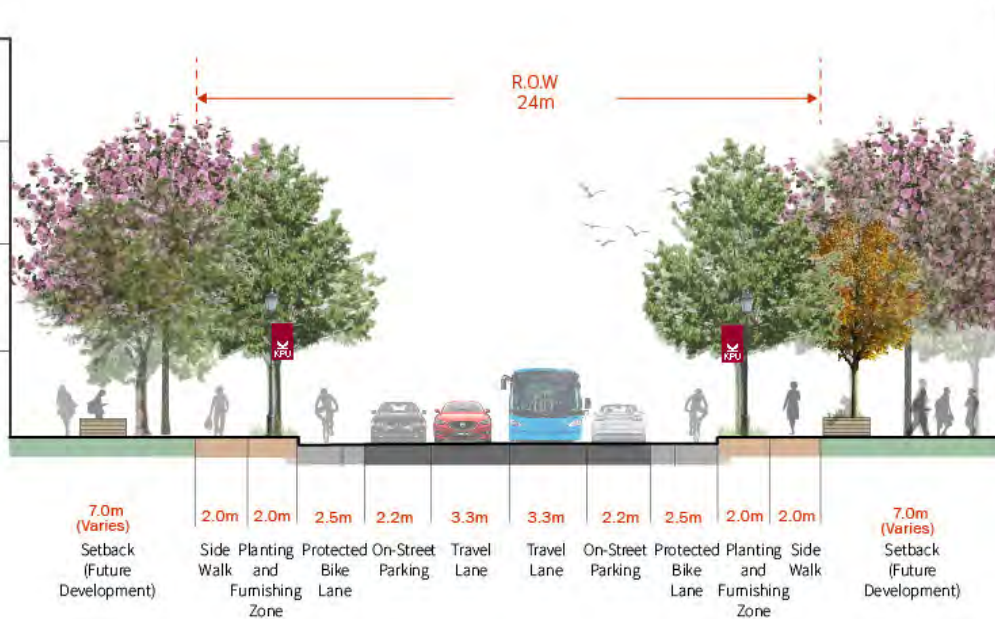 R.O.W
24m
KPU
KPU
7.0m
(Varies)
Setback
(Future
Development)
2.0m
Side
Walk
2.0m
Planting
and
Furnishing
Zone
2.5m
Protected
Bike
Lane
2.2m
On-Street
Parking
3.3m
Travel
Lane
3.3m
Travel
Lane
2.2m
On-Street
Parking
2.5m
Protected
Bike
Lane
2.0m
Planting
and
Furnishing
Zone
2.0m
Side
Walk
7.0m
(Varies)
Setback
(Future
Development)